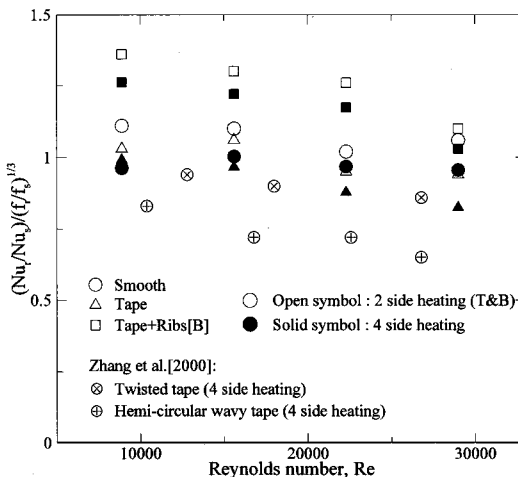 1.5
1
0.5
0
(Nu_r/Nu_s)/(f_r/f_s)^1/3
Smooth
Tape
Tape+Ribs[B]
Open symbol : 2 side heating (T&B)
Solid symbol : 4 side heating
Zhang et al.[2000]:
Twisted tape (4 side heating)
Hemi-circular wavy tape (4 side heating)
10000 20000 30000
Reynolds number, Re